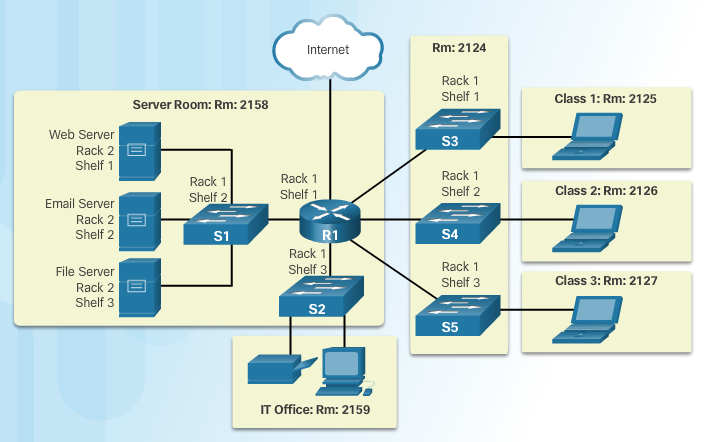 Internet
Server Room: Rm: 2158
Web Server
Rack 2
Shelf 1
Email Server
Rack 2
Shelf 2
File Server
Rack 2
Shelf 3
Rack 1
Shelf 2
S1
Rack 1
Shelf 1
R1
Rack 1
Shelf 3
S2
IT Office: Rm: 2159
Rm: 2124
Rack 1
Shelf 1
S3
Rack 1
Shelf 2
S4
Rack 1
Shelf 3
S5
Class 1: Rm: 2125
Class 2: Rm: 2126
Class 3: Rm: 2127